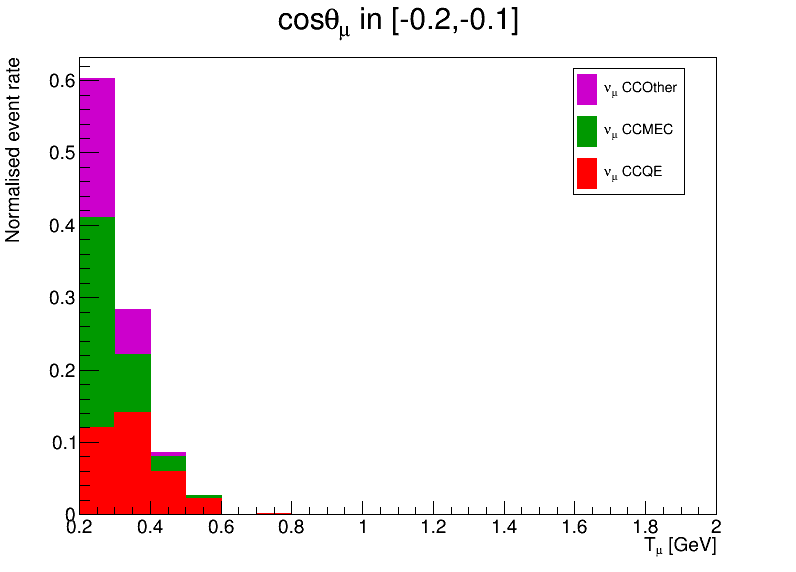 cosθμ in [-0.2,-0.1]
Normalised event rate
νμ CCOther
νμ CCMEC
νμ CCQE
0.6
0.5
0.4
0.3
0.2
0.1
0
0.2 0.4 0.6 0.8 1 1.2 1.4 1.6 1.8 2
Tμ [GeV]